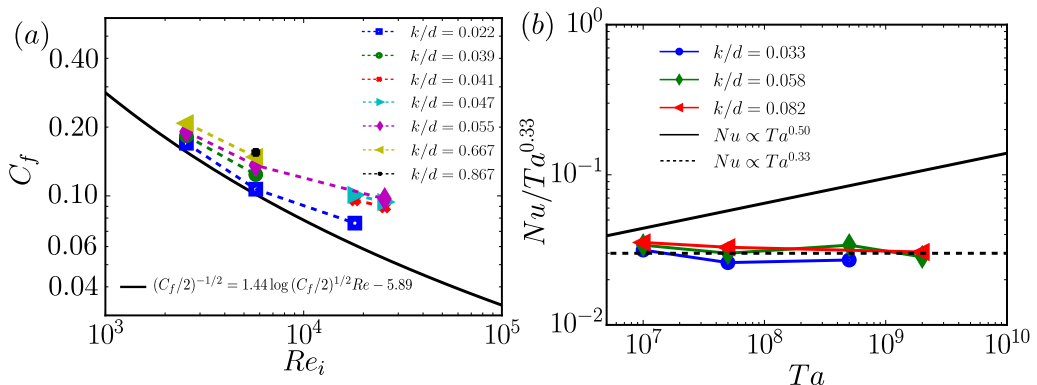 (a)
C_f
0.40
0.20
0.10
0.06
0.04
k/d = 0.022
k/d = 0.039
k/d = 0.041
k/d = 0.047
k/d = 0.055
k/d = 0.667
k/d = 0.867
(C_f/2)^{-1/2} = 1.44 log (C_f/2)^{1/2} Re − 5.89
10^3
10^4
10^5
Re_i
(b)
Nu/Ta^{0.33}
10^0
10^{-1}
10^{-2}
k/d = 0.033
k/d = 0.058
k/d = 0.082
Nu ∝ Ta^{0.50}
Nu ∝ Ta^{0.33}
10^7
10^8
10^9
10^{10}
Ta